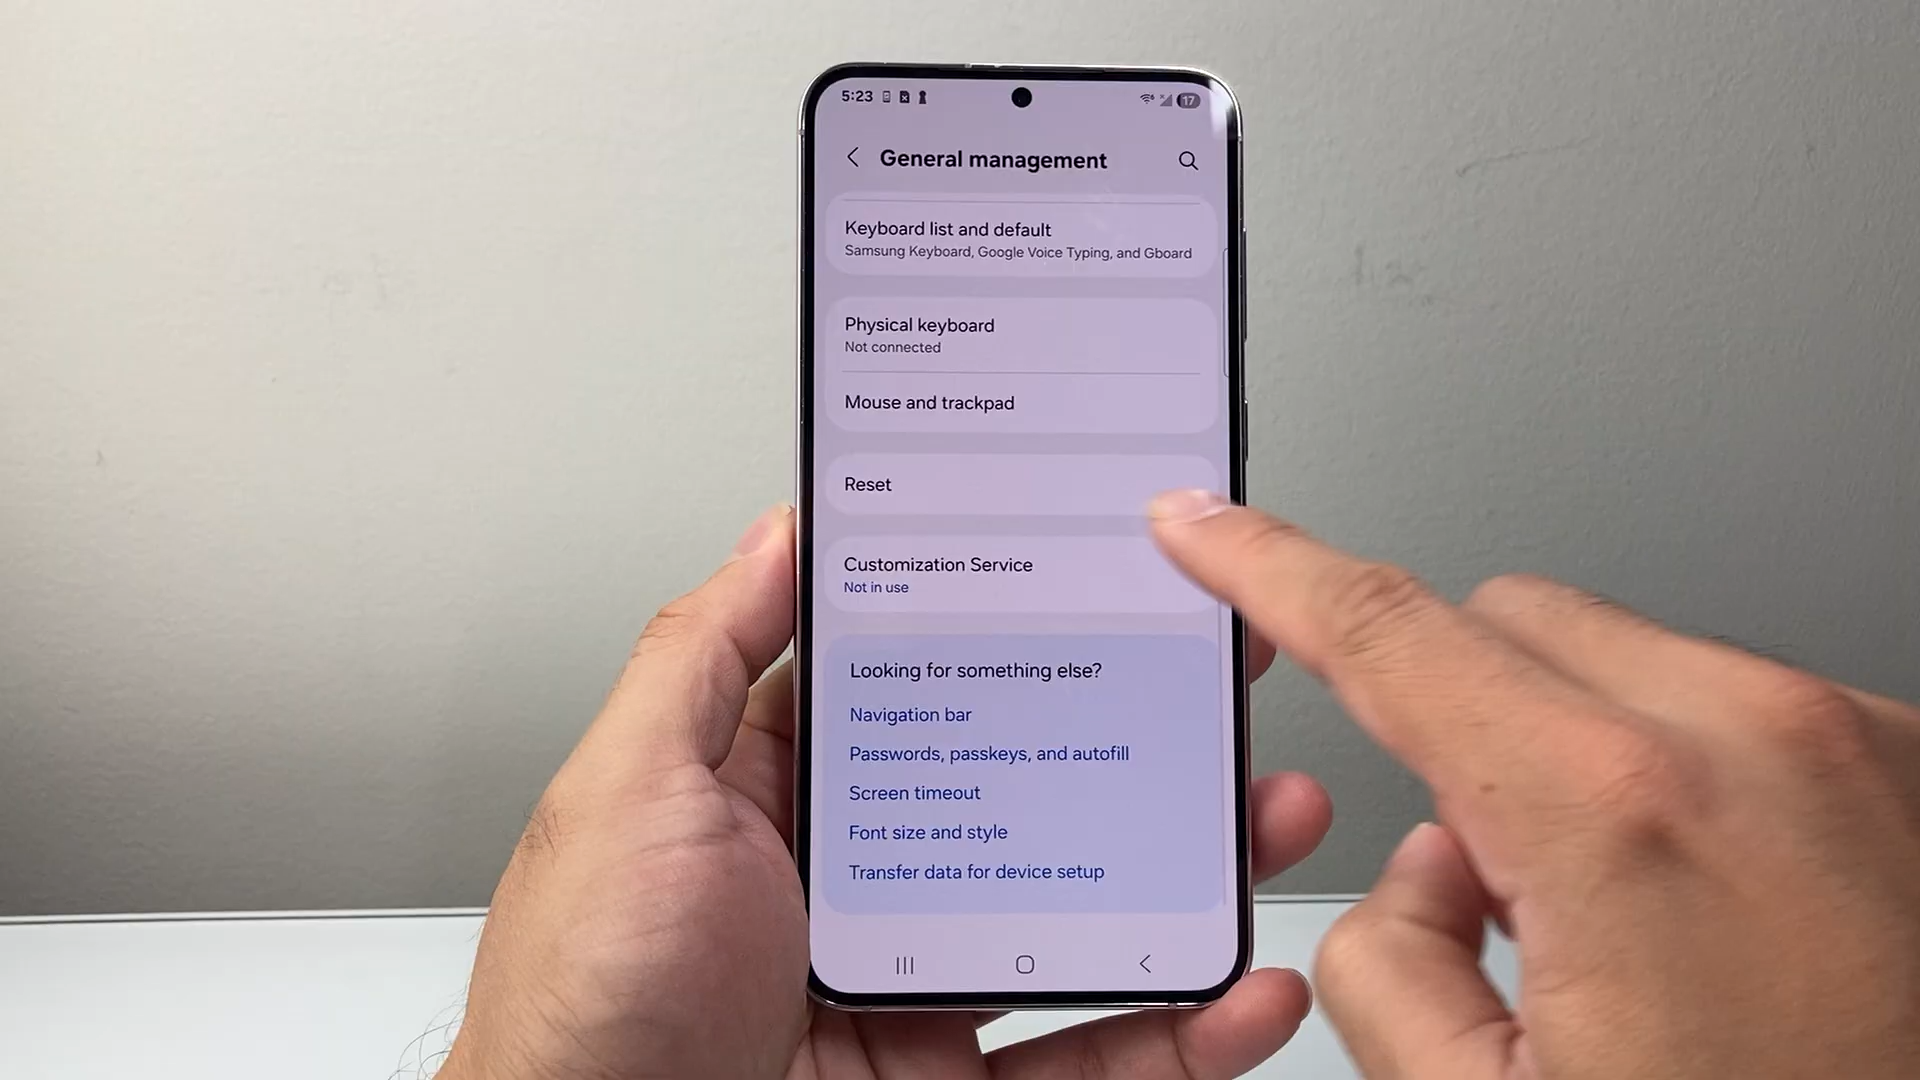 5:23
17
General management
Keyboard list and default
Samsung Keyboard, Google Voice Typing, and Gboard
Physical keyboard
Not connected
Mouse and trackpad
Reset
Customization Service
Not in use
Looking for something else?
Navigation bar
Passwords, passkeys, and autofill
Screen timeout
Font size and style
Transfer data for device setup